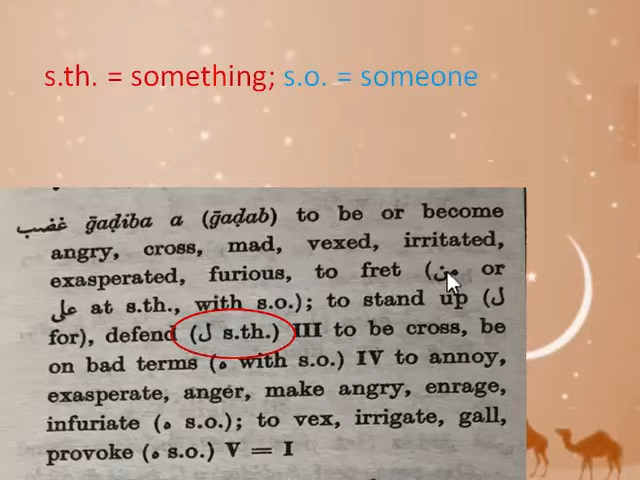 s.th. = something; s.o. = someone
غضب ḡaḍiba a (ḡaḍab) to be or become
angry, cross, mad, vexed, irritated,
exasperated, furious, to fret (من or
على at s.th., with s.o.); to stand up (ل
for), defend (ل s.th.) III to be cross, be
on bad terms (ه with s.o.) IV to annoy,
exasperate, anger, make angry, enrage,
infuriate (ه s.o.); to vex, irrigate, gall,
provoke (ه s.o.) V = I